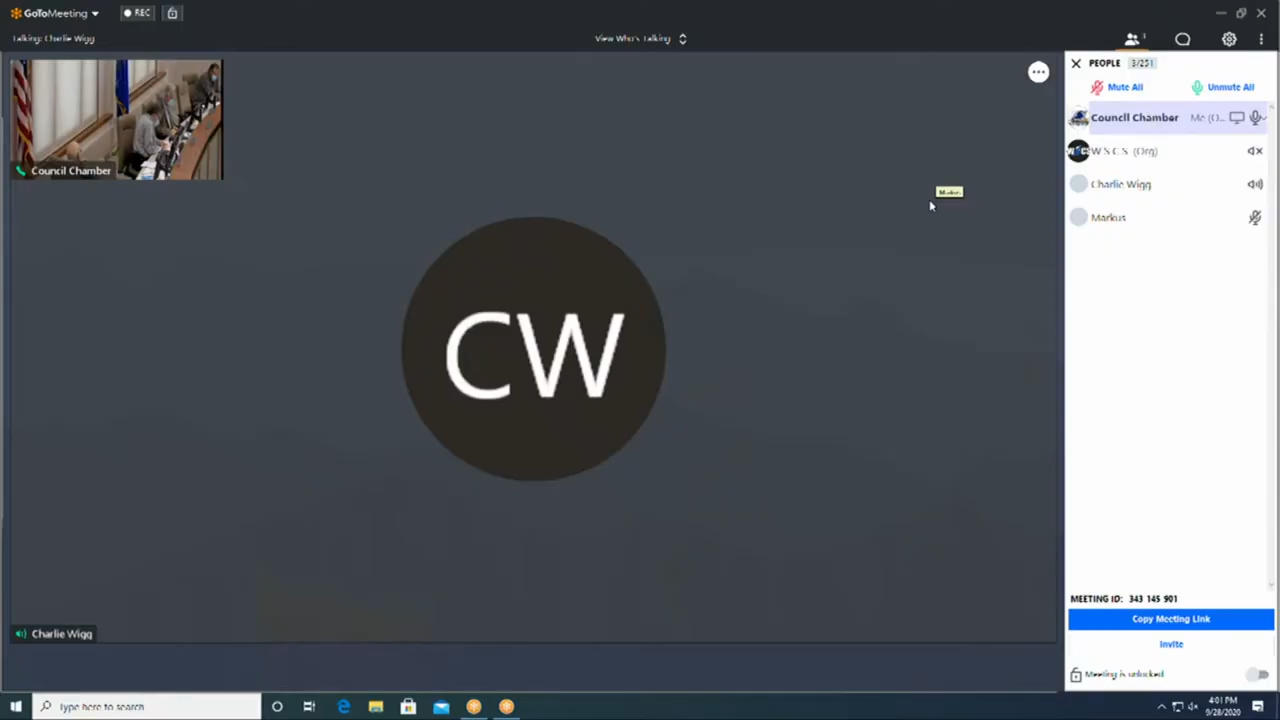 GoToMeeting
REC
Talking: Charlie Wigg
View Who's Talking
Council Chamber
CW
Charlie Wigg
PEOPLE 3/251
Mute All
Unmute All
Council Chamber Me (O...
W S C S (Org)
Charlie Wigg
Markus
Markus
MEETING ID: 343 145 901
Copy Meeting Link
Invite
Meeting is unlocked
Type here to search
4:01 PM
9/28/2020